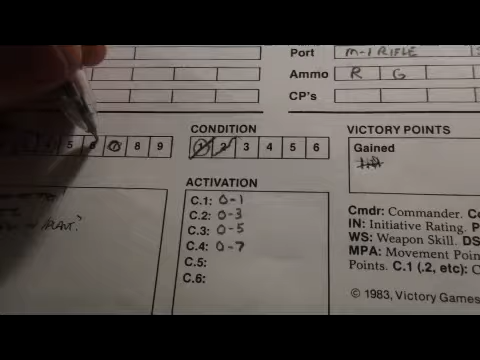 Port M-1 RIFLE
Ammo R G
CP's
CONDITION
VICTORY POINTS
5 6 7 8 9
1 2 3 4 5 6
Gained
ACTIVATION
C.1: 0-1
C.2: 0-3
C.3: 0-5
C.4: 0-7
C.5:
C.6:
Cmdr: Commander.
IN: Initiative Rating.
WS: Weapon Skill. DS
MPA: Movement
Points. C.1 (.2, etc):
© 1983, Victory Games